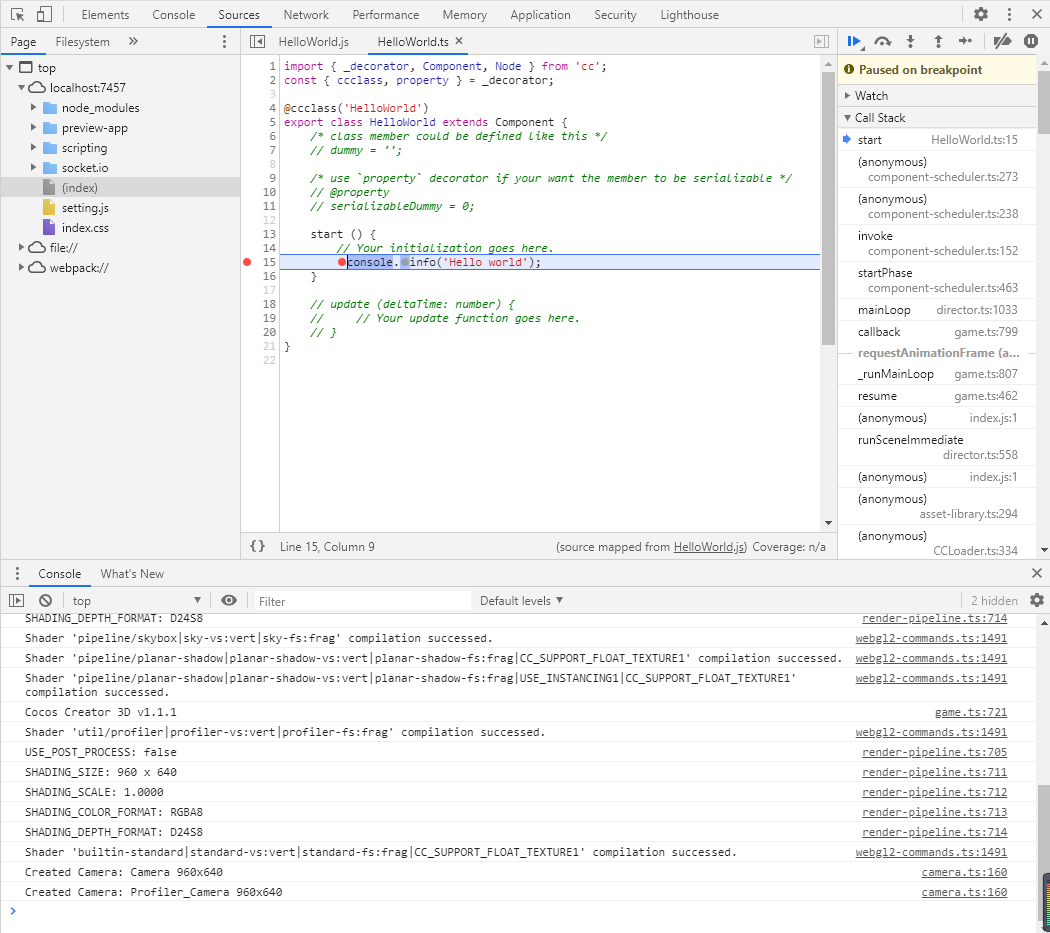 Elements Console Sources Network Performance Memory Application Security Lighthouse
Page Filesystem »
top
localhost:7457
node_modules
preview-app
scripting
socket.io
(index)
setting.js
index.css
file://
webpack://
HelloWorld.js HelloWorld.ts ×
1 import { _decorator, Component, Node } from 'cc';
2 const { ccclass, property } = _decorator;
3
4 @ccclass('HelloWorld')
5 export class HelloWorld extends Component {
6 /* class member could be defined like this */
7 // dummy = '';
8
9 /* use `property` decorator if your want the member to be serializable */
10 // @property
11 // serializableDummy = 0;
12
13 start () {
14 // Your initialization goes here.
15 console.info('Hello world');
16 }
17
18 // update (deltaTime: number) {
19 // // Your update function goes here.
20 // }
21 }
22
{} Line 15, Column 9 (source mapped from HelloWorld.js) Coverage: n/a
Paused on breakpoint
Watch
Call Stack
start HelloWorld.ts:15
(anonymous)
component-scheduler.ts:273
(anonymous)
component-scheduler.ts:238
invoke
component-scheduler.ts:152
startPhase
component-scheduler.ts:463
mainLoop director.ts:1033
callback game.ts:799
requestAnimationFrame (a...
_runMainLoop game.ts:807
resume game.ts:462
(anonymous) index.js:1
runSceneImmediate
director.ts:558
(anonymous) index.js:1
(anonymous)
asset-library.ts:294
(anonymous)
CCLoader.ts:334
Console What's New
top Filter Default levels 2 hidden
SHADING_DEPTH_FORMAT: D24S8 render-pipeline.ts:714
Shader 'pipeline/skybox|sky-vs:vert|sky-fs:frag' compilation successed. webgl2-commands.ts:1491
Shader 'pipeline/planar-shadow|planar-shadow-vs:vert|planar-shadow-fs:frag|CC_SUPPORT_FLOAT_TEXTURE1' compilation successed. webgl2-commands.ts:1491
Shader 'pipeline/planar-shadow|planar-shadow-vs:vert|planar-shadow-fs:frag|USE_INSTANCING1|CC_SUPPORT_FLOAT_TEXTURE1' webgl2-commands.ts:1491
compilation successed.
Cocos Creator 3D v1.1.1 game.ts:721
Shader 'util/profiler|profiler-vs:vert|profiler-fs:frag' compilation successed. webgl2-commands.ts:1491
USE_POST_PROCESS: false render-pipeline.ts:705
SHADING_SIZE: 960 x 640 render-pipeline.ts:711
SHADING_SCALE: 1.0000 render-pipeline.ts:712
SHADING_COLOR_FORMAT: RGBA8 render-pipeline.ts:713
SHADING_DEPTH_FORMAT: D24S8 render-pipeline.ts:714
Shader 'builtin-standard|standard-vs:vert|standard-fs:frag|CC_SUPPORT_FLOAT_TEXTURE1' compilation successed. webgl2-commands.ts:1491
Created Camera: Camera 960x640 camera.ts:160
Created Camera: Profiler_Camera 960x640 camera.ts:160